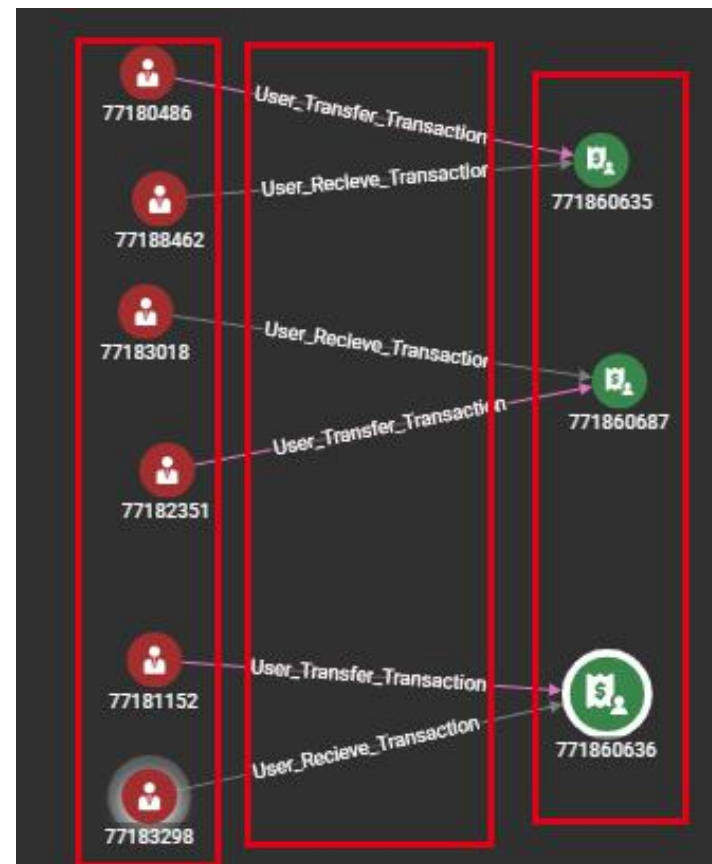 77180486
User_Transfer_Transaction
771860635
User_Recieve_Transaction
77188462
77183018
User_Recieve_Transaction
771860687
User_Transfer_Transaction
77182351
77181152
User_Transfer_Transaction
771860636
User_Recieve_Transaction
77183298